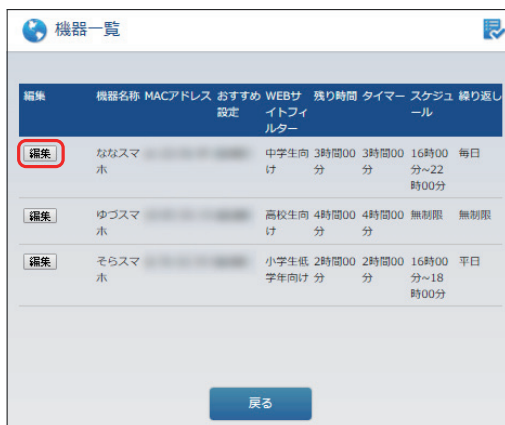 機器一覧
編集 機器名称 MACアドレス おすすめ設定 WEBサイトフィルター 残り時間 タイマー スケジュール 繰り返し
編集 ななスマホ 中学生向け 3時間00分 3時間00分 16時00分~22時00分 毎日
編集 ゆづスマホ 高校生向け 4時間00分 4時間00分 無制限 無制限
編集 そらスマホ 小学生低学年向け 2時間00分 2時間00分 16時00分~18時00分 平日
戻る